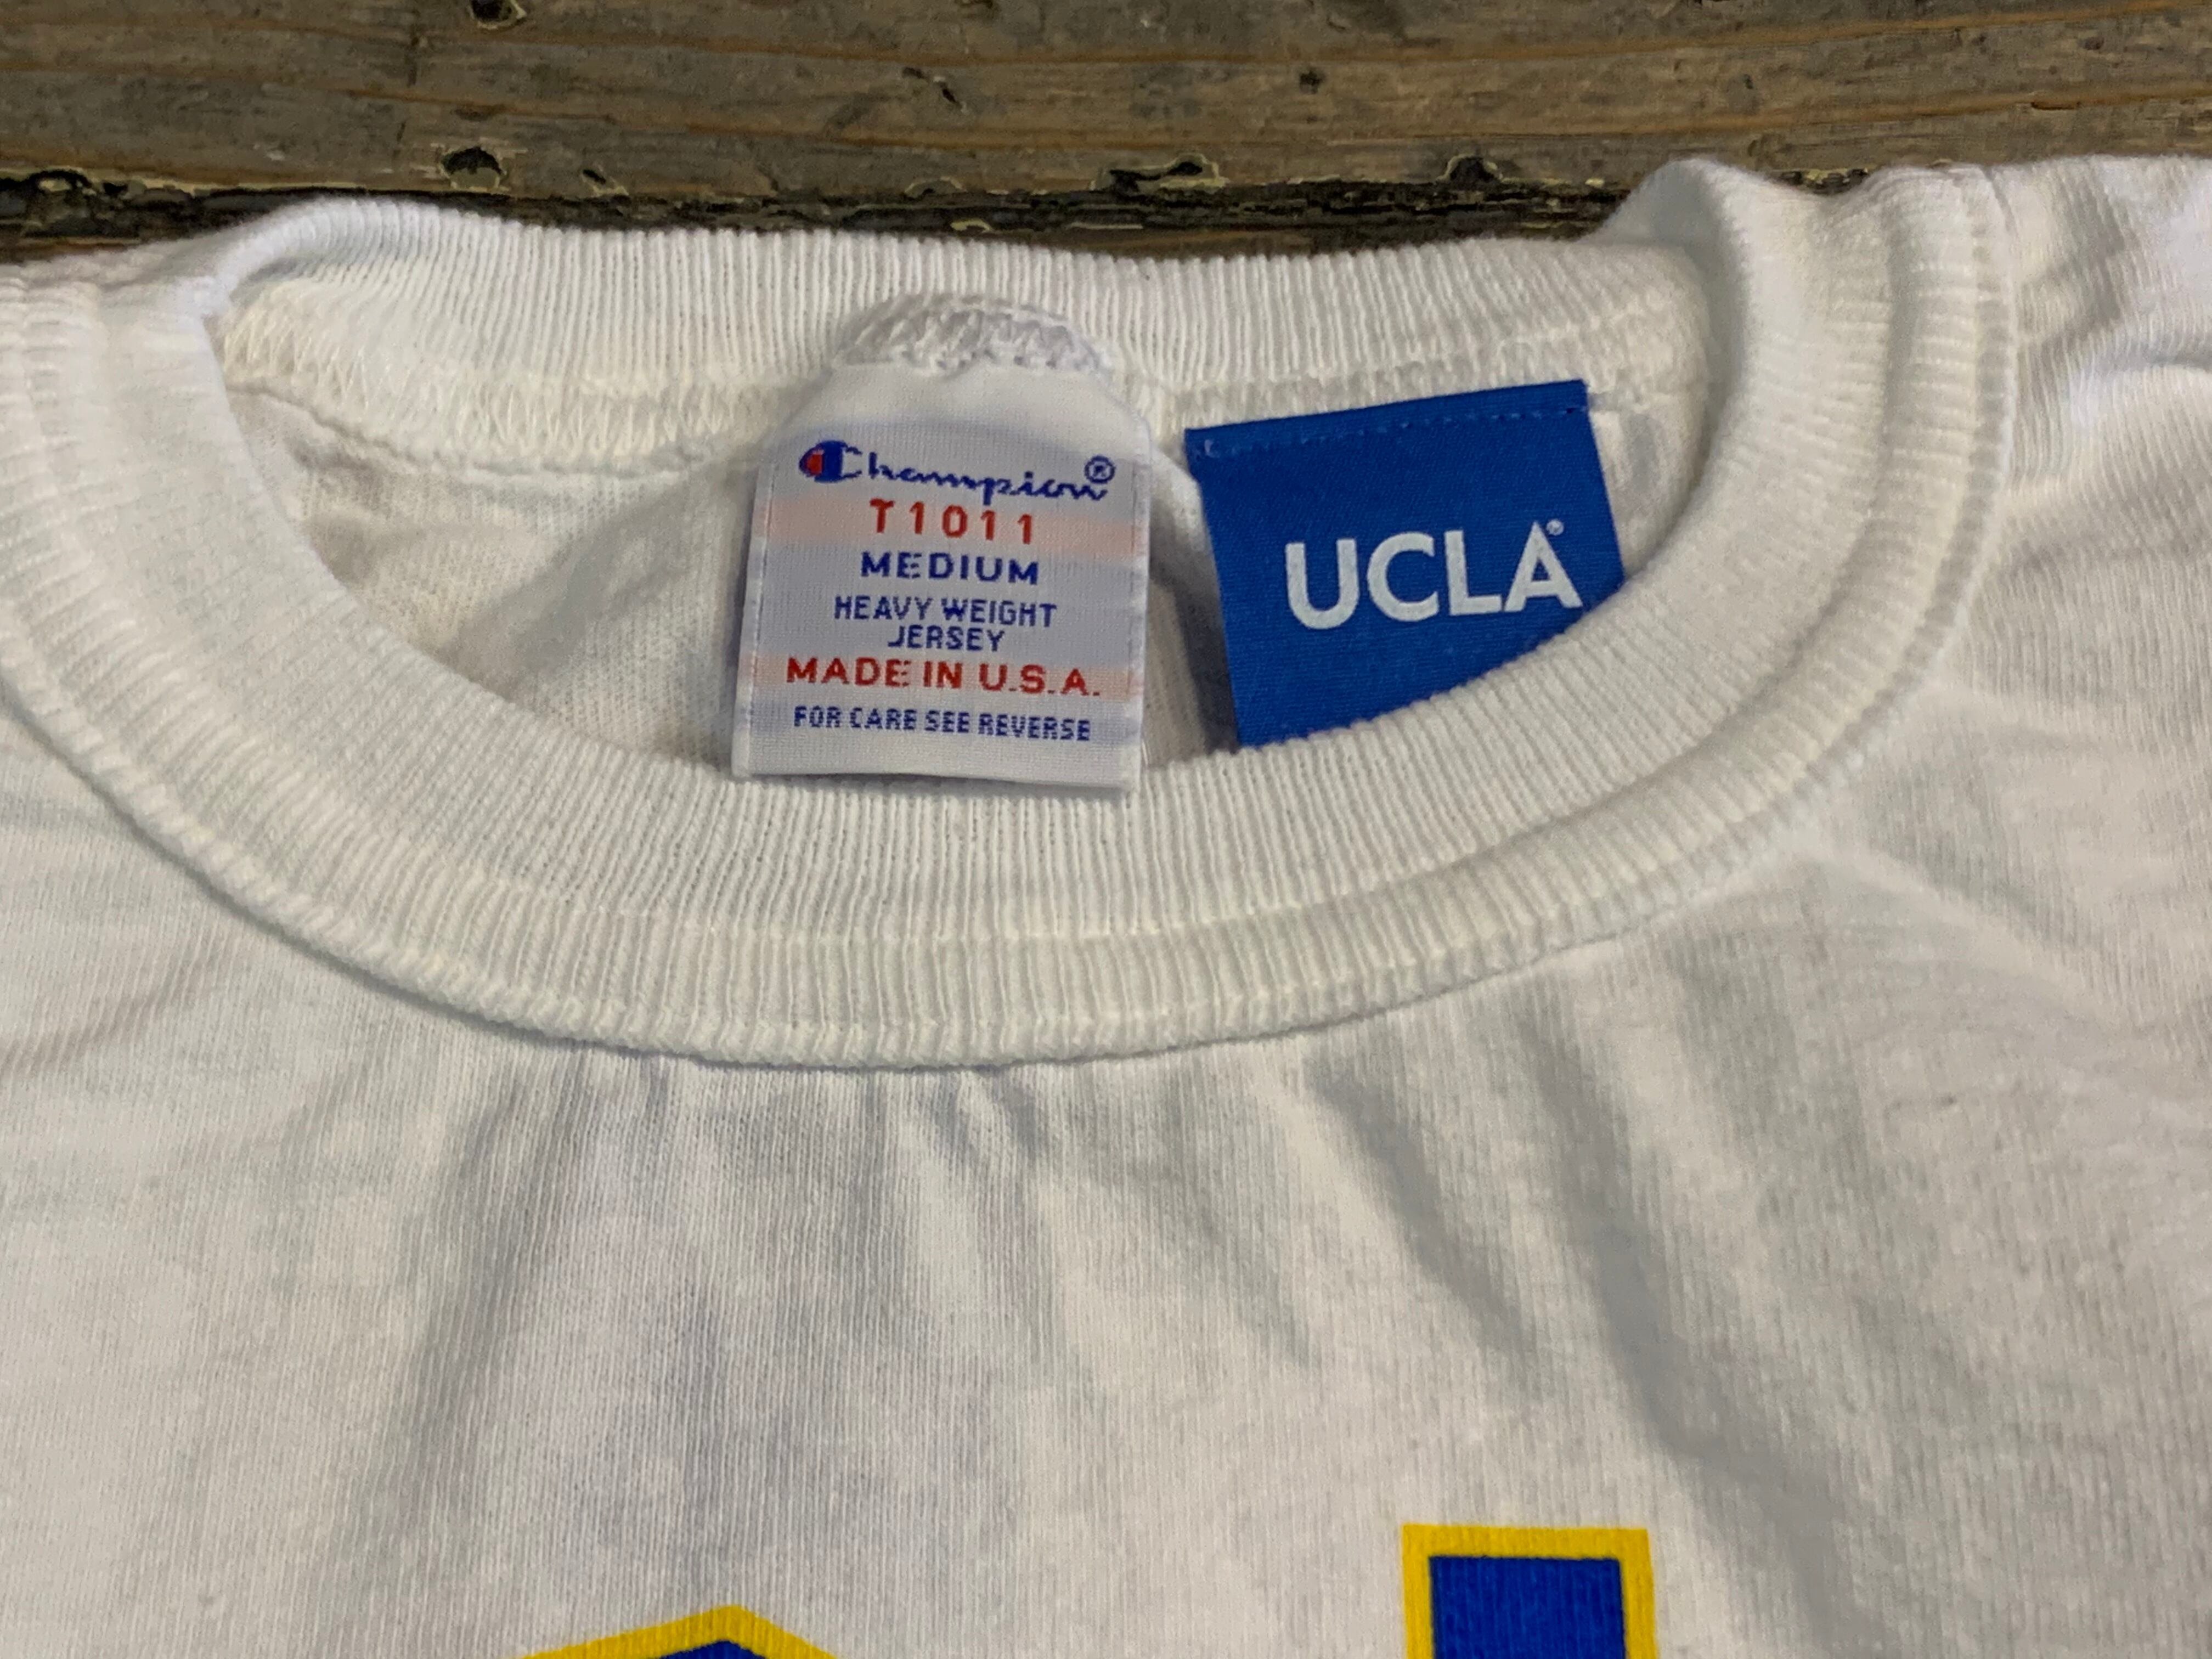 Champion®
T1011
MEDIUM
HEAVY WEIGHT
JERSEY
MADE IN U.S.A.
FOR CARE SEE REVERSE
UCLA®